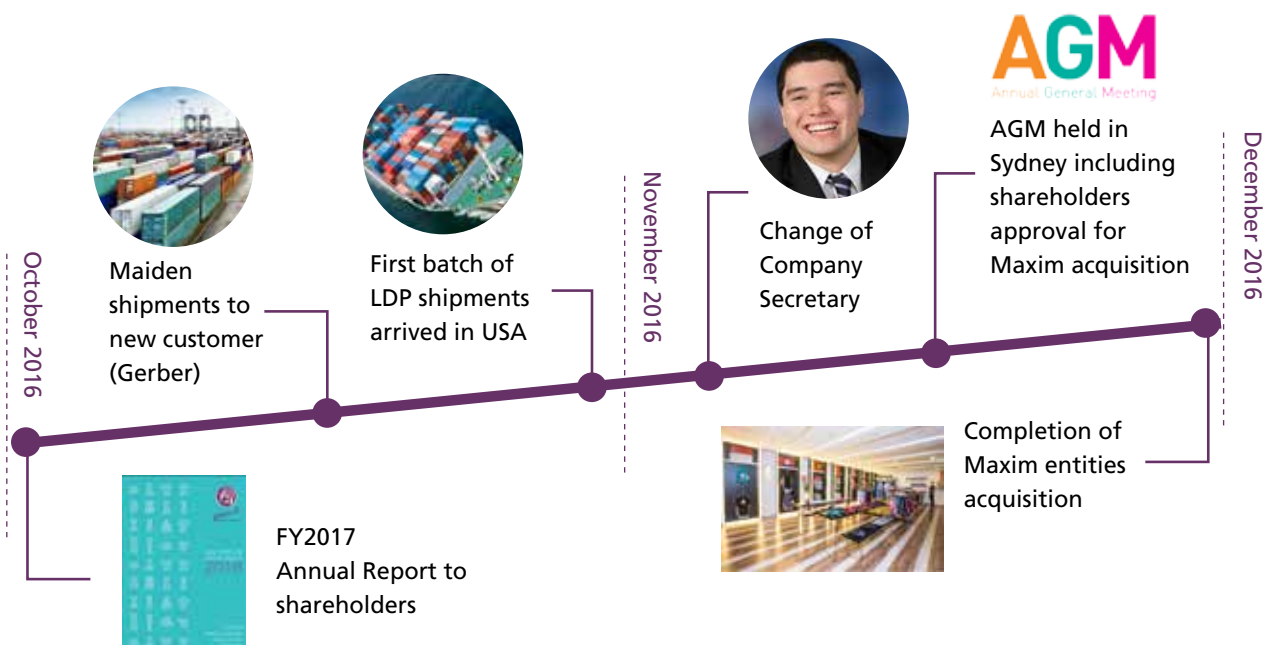 October 2016
Maiden
shipments to
new customer
(Gerber)
FY2017
Annual Report to
shareholders
2016
First batch of
LDP shipments
arrived in USA
November 2016
Change of
Company
Secretary
AGM
Annual General Meeting
AGM held in
Sydney including
shareholders
approval for
Maxim acquisition
Completion of
Maxim entities
acquisition
December 2016